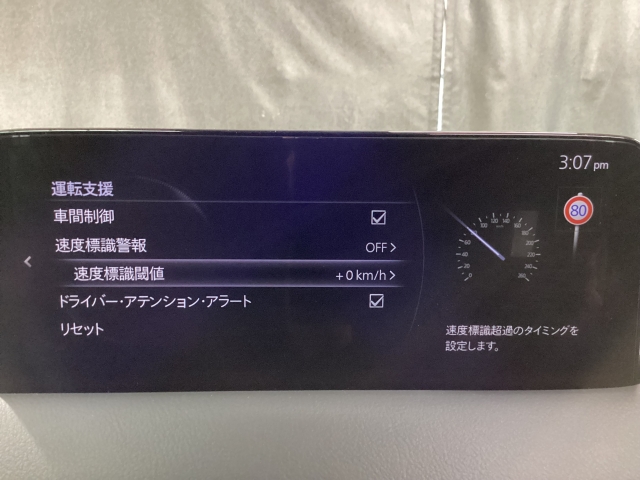 3:07pm
運転支援
車間制御
速度標識警報 OFF
速度標識閾値 +0 km/h
ドライバー・アテンション・アラート
リセット
80
速度標識超過のタイミングを
設定します。